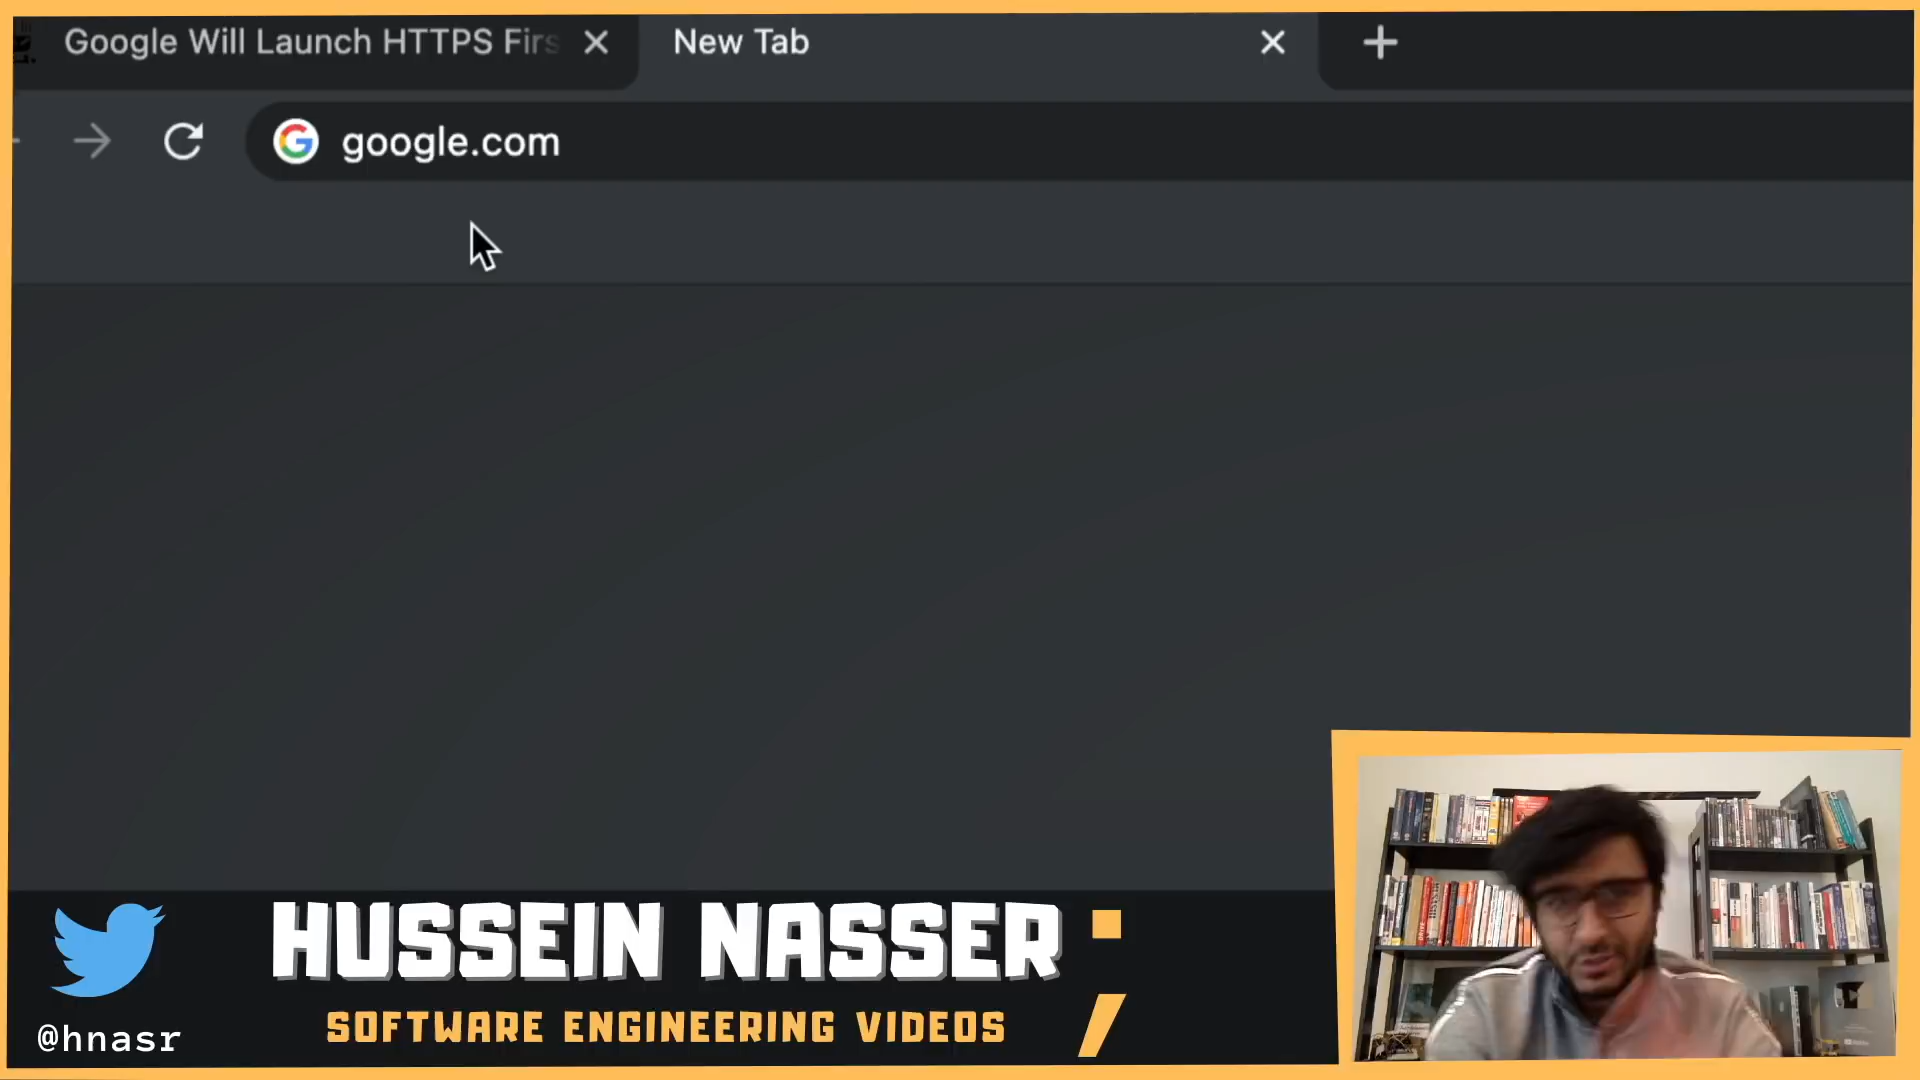 Google Will Launch HTTPS Firs
New Tab
google.com
HUSSEIN NASSER ;
SOFTWARE ENGINEERING VIDEOS
@hnasr